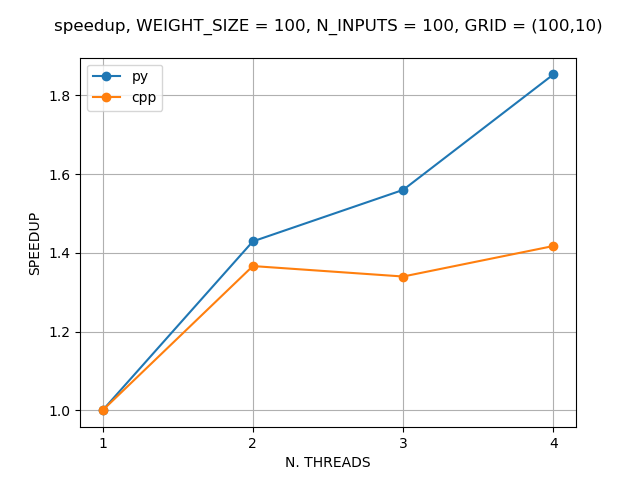 speedup, WEIGHT_SIZE = 100, N_INPUTS = 100, GRID = (100,10)
py
cpp
SPEEDUP
1.8
1.6
1.4
1.2
1.0
1 2 3 4
N. THREADS